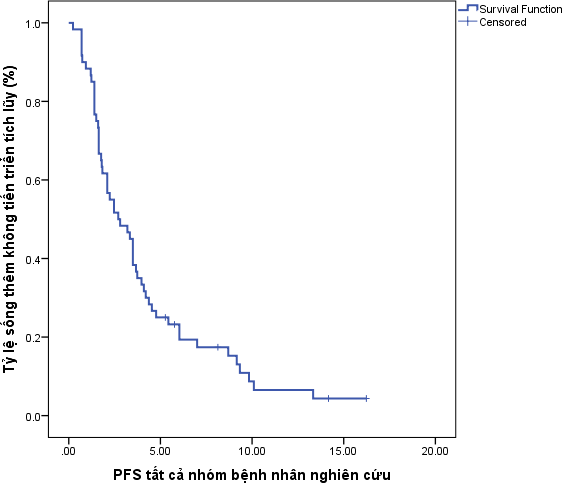 Survival Function
Censored
Tỷ lệ sống thêm không tiến triển tích lũy (%)
1.0
0.8
0.6
0.4
0.2
0.0
.00 5.00 10.00 15.00 20.00
PFS tất cả nhóm bệnh nhân nghiên cứu